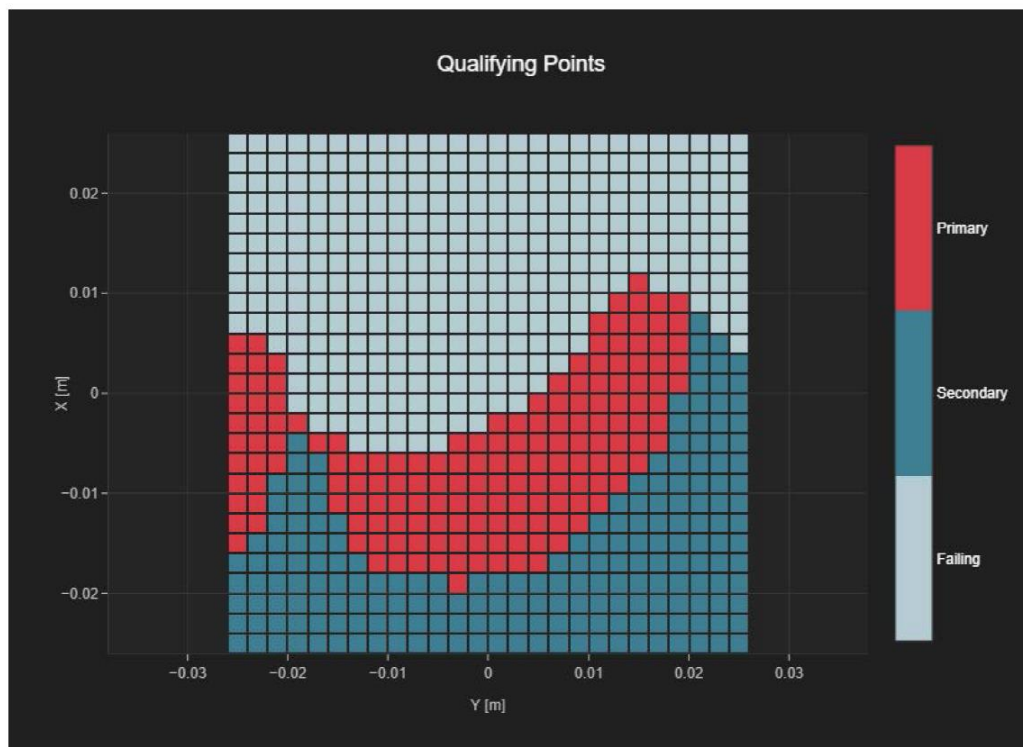 Qualifying Points
0.02
0.01
0
−0.01
−0.02
X [m]
−0.03
−0.02
−0.01
0
0.01
0.02
0.03
Y [m]
Primary
Secondary
Failing